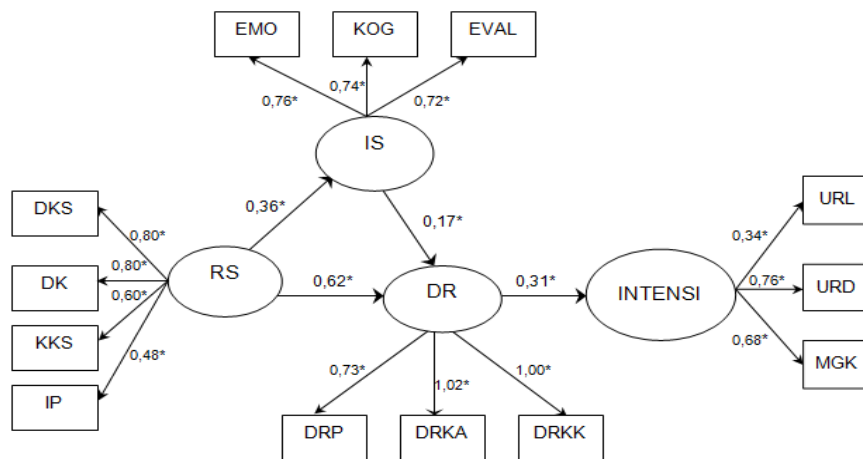 EMO
KOG
EVAL
0,76*
0,74*
0,72*
IS
DKS
DK
KKS
IP
0,80*
0,80*
0,60*
0,48*
RS
0,36*
0,17*
0,62*
DR
0,31*
INTENSI
0,34*
0,76*
0,68*
URL
URD
MGK
0,73*
1,02*
1,00*
DRP
DRKA
DRKK